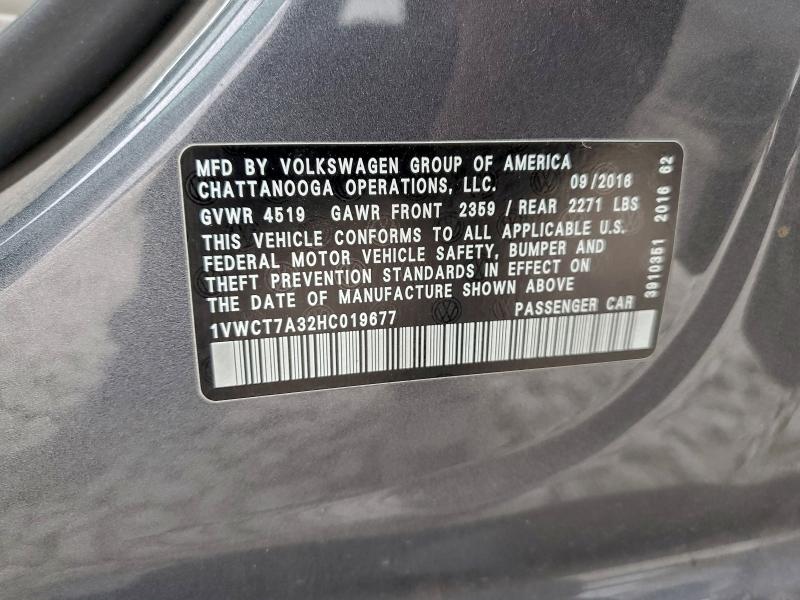 MFD BY VOLKSWAGEN GROUP OF AMERICA
CHATTANOOGA OPERATIONS, LLC. 09/2016
GVWR 4519 GAWR FRONT 2359 / REAR 2271 LBS
THIS VEHICLE CONFORMS TO ALL APPLICABLE U.S.
FEDERAL MOTOR VEHICLE SAFETY, BUMPER AND
THEFT PREVENTION STANDARDS IN EFFECT ON
THE DATE OF MANUFACTURE SHOWN ABOVE
1VWCT7A32HC019677 PASSENGER CAR
3910351 2016 62